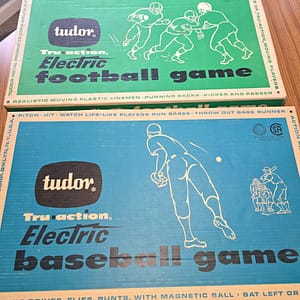 tudor®
Tru-action
Electric
football game
REALISTIC MOVING PLASTIC LINEMEN · RUNNING BACKS · KICKER AND PASSER
PITCH · HIT · WATCH LIFE-LIKE PLAYERS RUN BASES · THROW OUT BASE RUNNER
tudor®
Tru-action
Electric
baseball game
FLIES, BUNTS, WITH MAGNETIC BALL · BAT LEFT OR